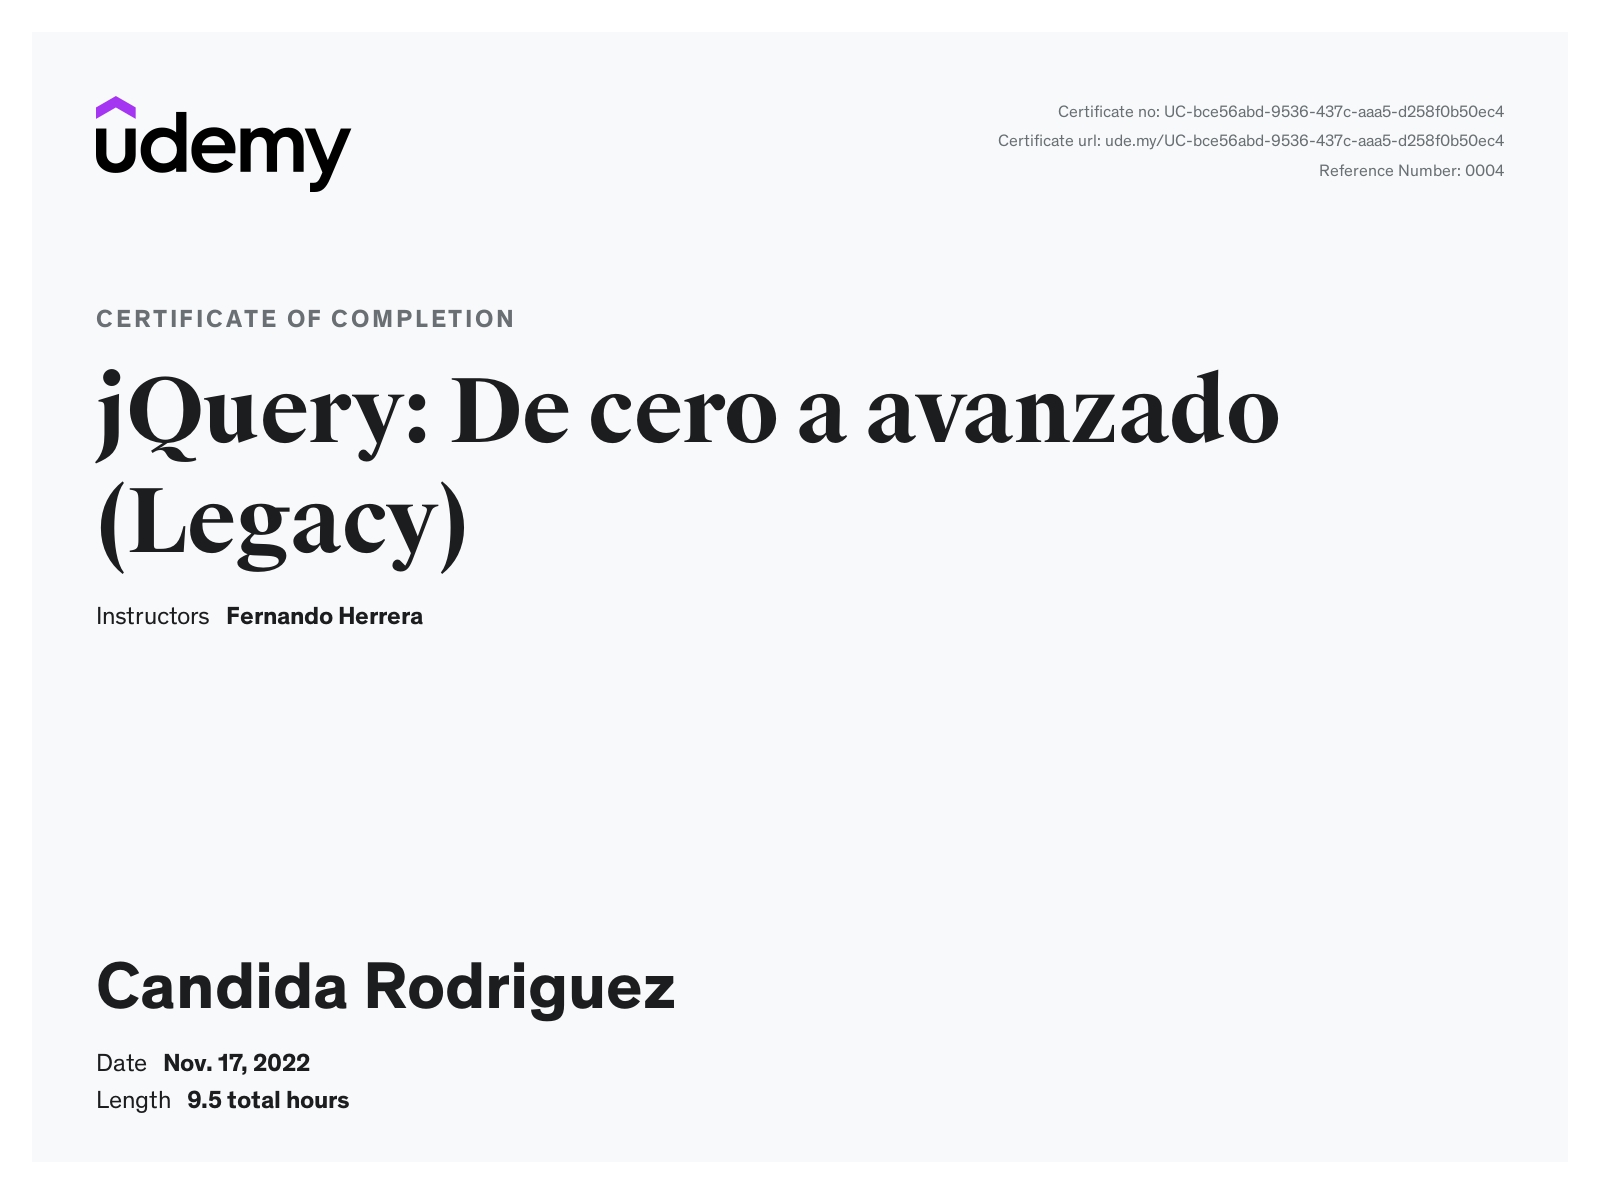 udemy
Certificate no: UC-bce56abd-9536-437c-aaa5-d258f0b50ec4
Certificate url: ude.my/UC-bce56abd-9536-437c-aaa5-d258f0b50ec4
Reference Number: 0004
CERTIFICATE OF COMPLETION
jQuery: De cero a avanzado
(Legacy)
Instructors Fernando Herrera
Candida Rodriguez
Date Nov. 17, 2022
Length 9.5 total hours